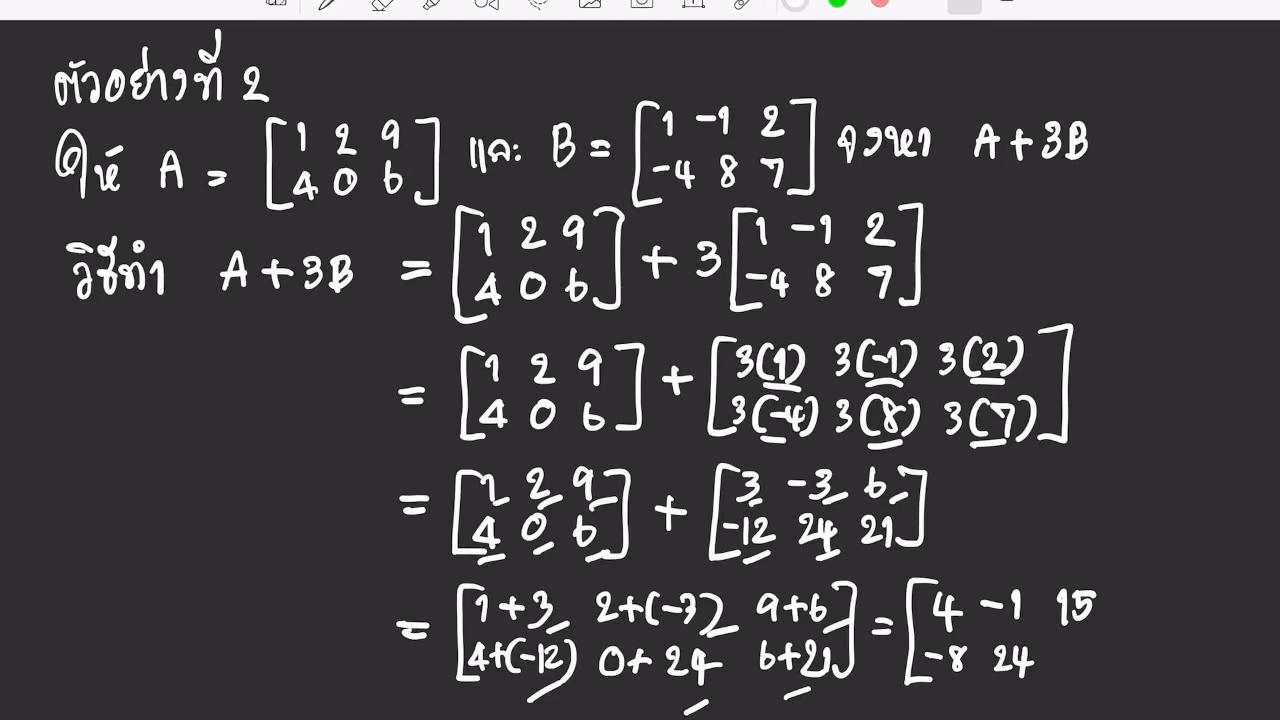 ตัวอย่างที่ 2
ให้ A = [1 2 9
4 0 6] และ B = [1 -1 2
-4 8 7] จงหา A + 3B
วิธีทำ A + 3B = [1 2 9
4 0 6] + 3 [1 -1 2
-4 8 7]
= [1 2 9
4 0 6] + [3(1) 3(-1) 3(2)
3(-4) 3(8) 3(7)]
= [1 2 9
4 0 6] + [3 -3 6
-12 24 21]
= [1+3 2+(-3) 9+6
4+(-12) 0+24 6+21] = [4 -1 15
-8 24